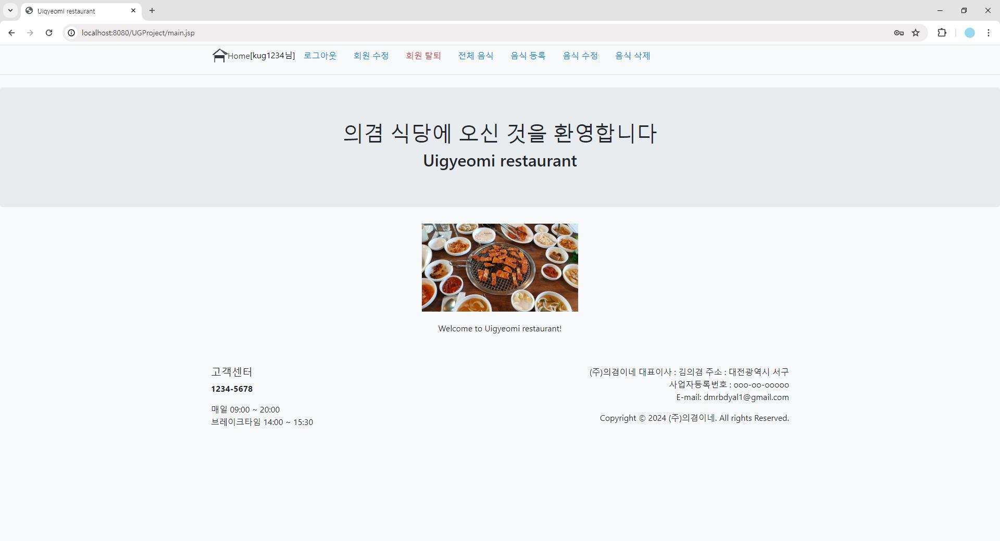 Uigyeomi restaurant
localhost:8080/UGProject/main.jsp
Home[kug1234님] 로그아웃 회원 수정 회원 탈퇴 전체 음식 음식 등록 음식 수정 음식 삭제
의겸 식당에 오신 것을 환영합니다
Uigyeomi restaurant
Welcome to Uigyeomi restaurant!
고객센터
1234-5678
매일 09:00 ~ 20:00
브레이크타임 14:00 ~ 15:30
(주)의겸이네 대표이사 : 김의겸 주소 : 대전광역시 서구
사업자등록번호 : ooo-oo-ooooo
E-mail: dmrbdyal1@gmail.com
Copyright © 2024 (주)의겸이네. All rights Reserved.